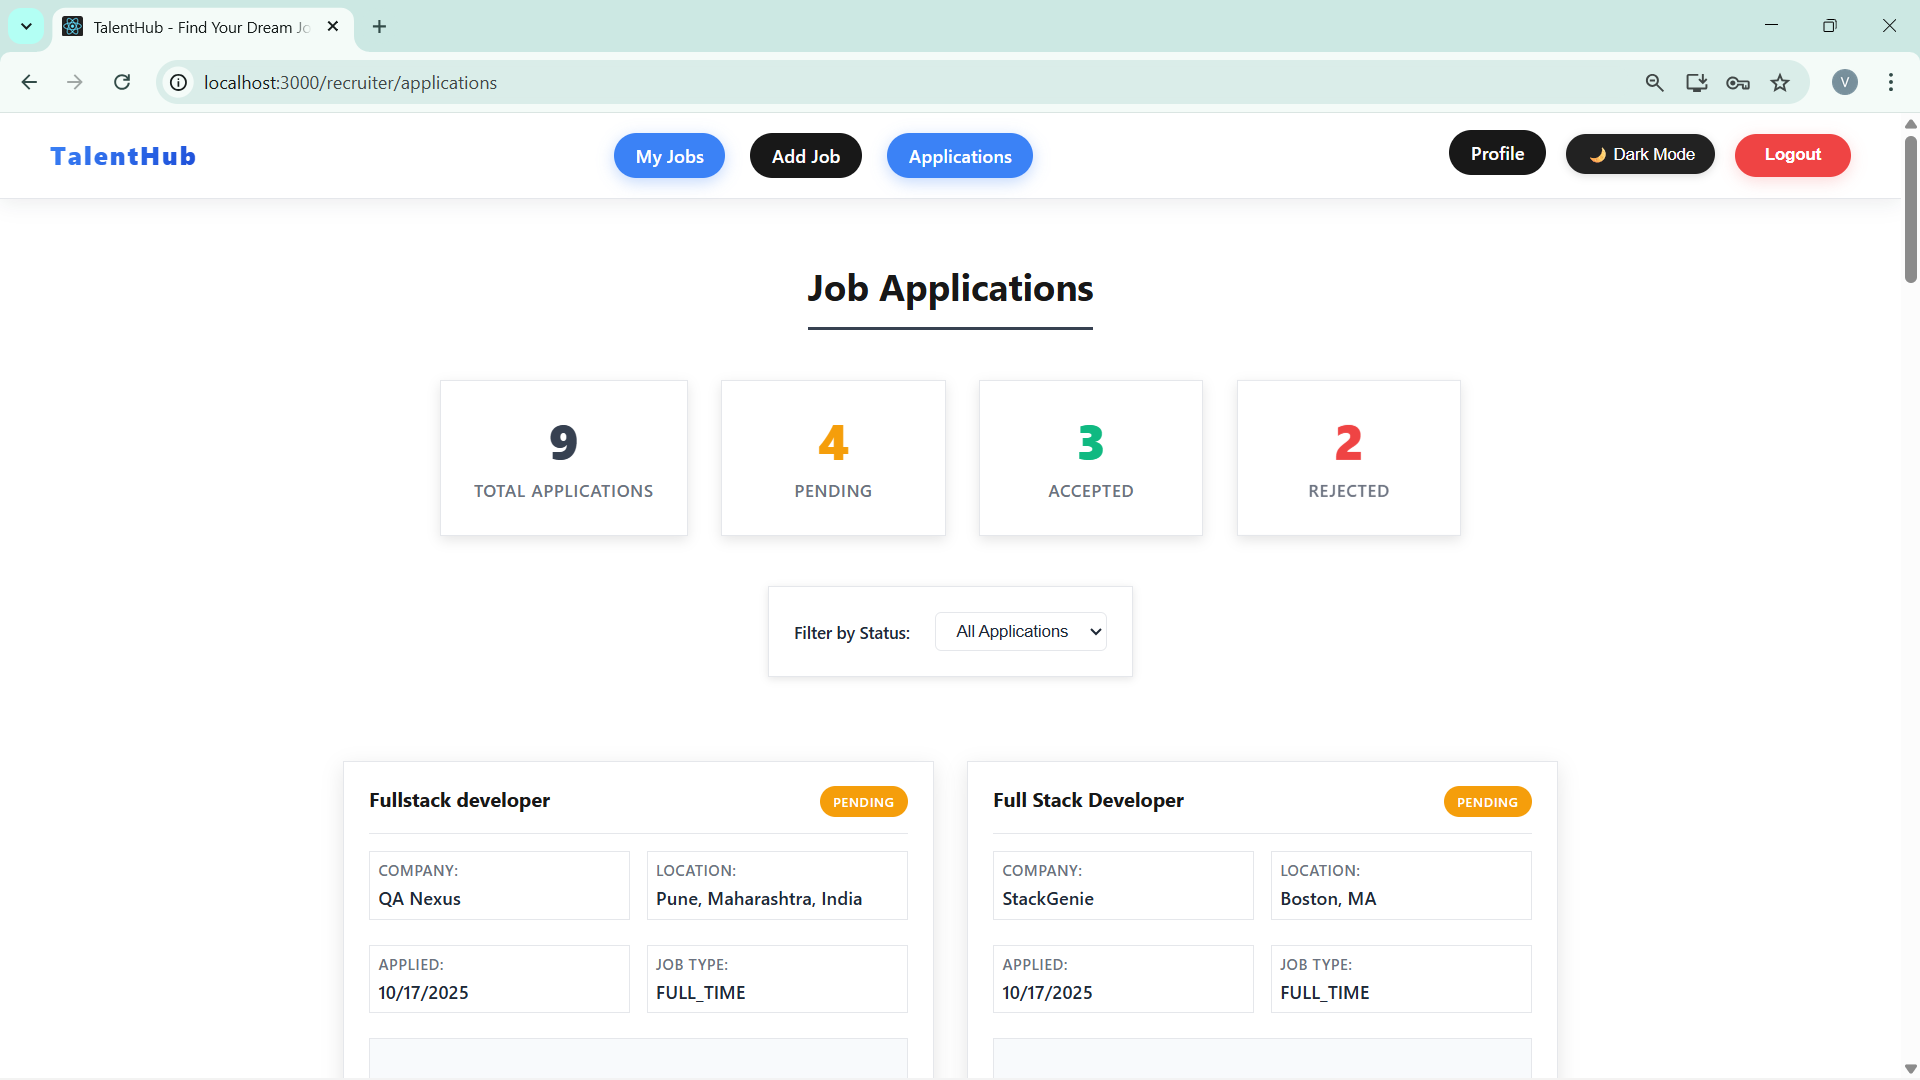 TalentHub - Find Your Dream Jo
localhost:3000/recruiter/applications
V
TalentHub
My Jobs
Add Job
Applications
Profile
🌙 Dark Mode
Logout
Job Applications
9
TOTAL APPLICATIONS
4
PENDING
3
ACCEPTED
2
REJECTED
Filter by Status:
All Applications
Fullstack developer
PENDING
COMPANY:
QA Nexus
LOCATION:
Pune, Maharashtra, India
APPLIED:
10/17/2025
JOB TYPE:
FULL_TIME
Full Stack Developer
PENDING
COMPANY:
StackGenie
LOCATION:
Boston, MA
APPLIED:
10/17/2025
JOB TYPE:
FULL_TIME